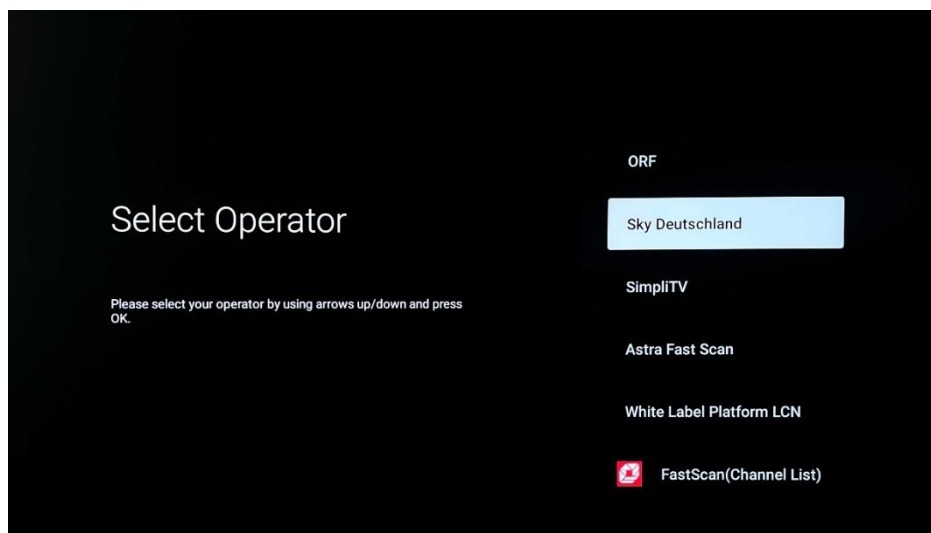 ORF
Select Operator
Sky Deutschland
SimpliTV
Please select your operator by using arrows up/down and press
OK.
Astra Fast Scan
White Label Platform LCN
FastScan(Channel List)